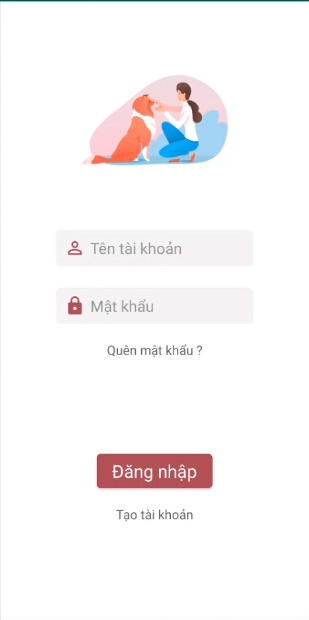 Tên tài khoản
Mật khẩu
Quên mật khẩu ?
Đăng nhập
Tạo tài khoản